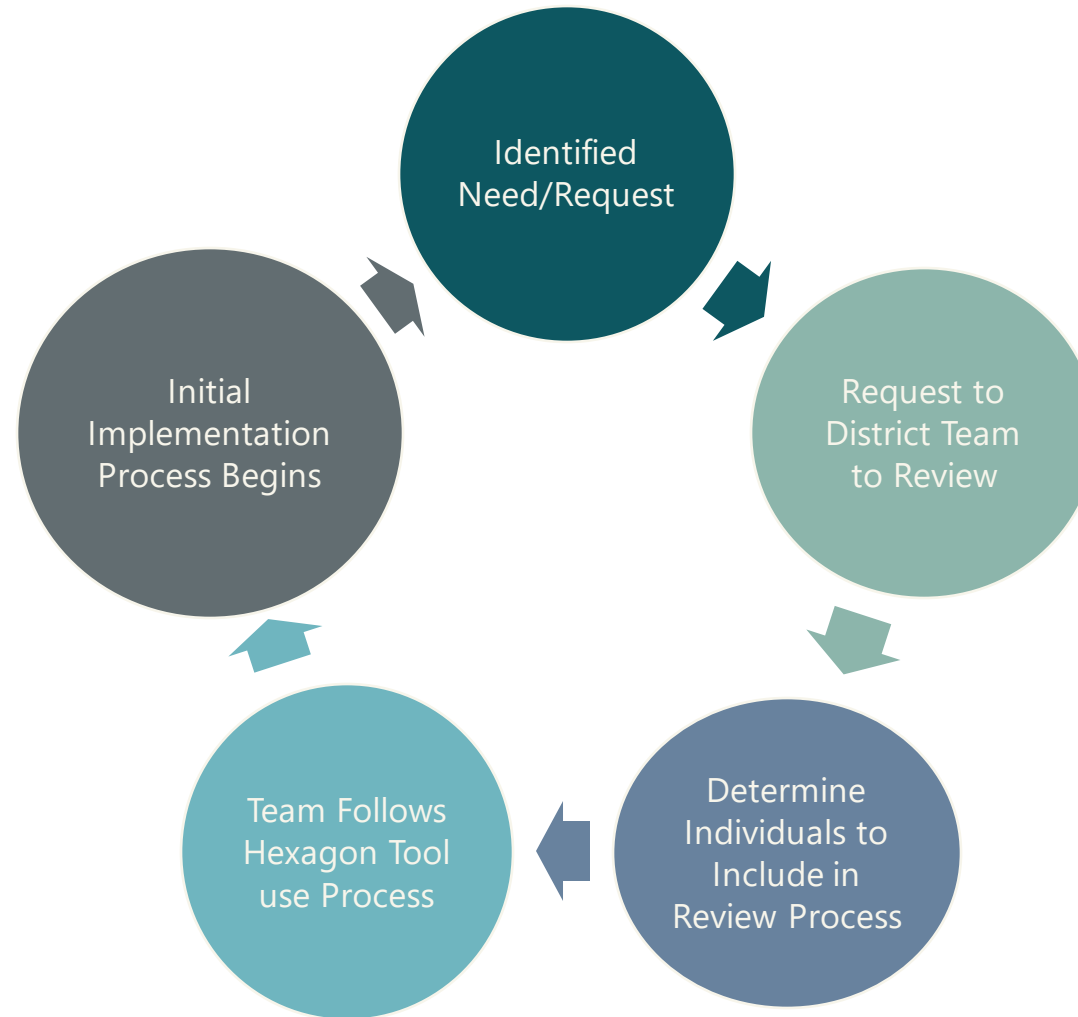 Identified
Need/Request
Request to
District Team
to Review
Determine
Individuals to
Include in
Review Process
Team Follows
Hexagon Tool
use Process
Initial
Implementation
Process Begins